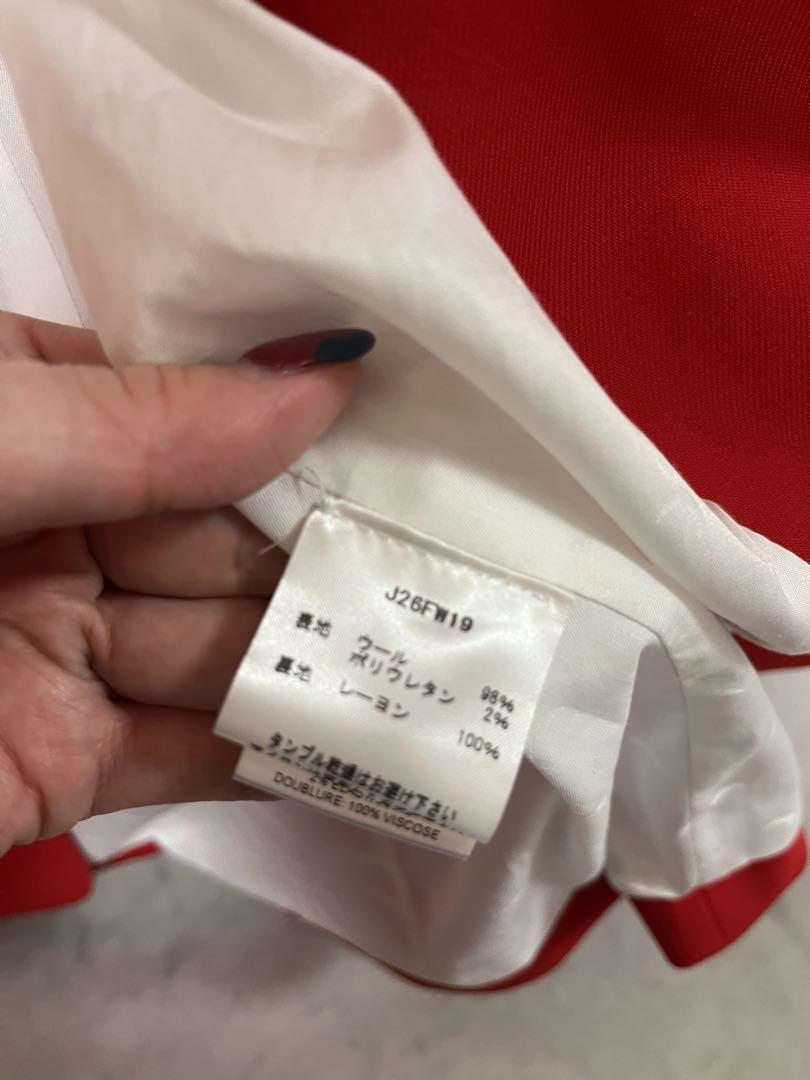 J26FW19
表地 ウール 98%
ポリウレタン 2%
裏地 レーヨン 100%
タンブル乾燥はお避け下さい
DOUBLURE: 100% VISCOSE